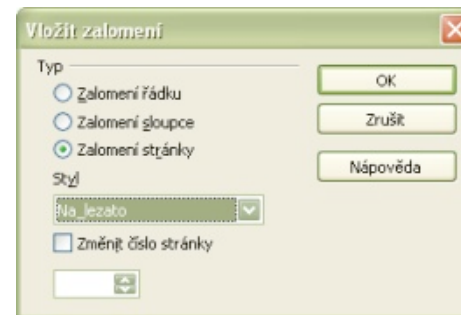 Vložit zalomení
Typ
Zalomení řádku
Zalomení sloupce
Zalomení stránky
Styl
Na_lezato
Změnit číslo stránky
OK
Zrušit
Nápověda